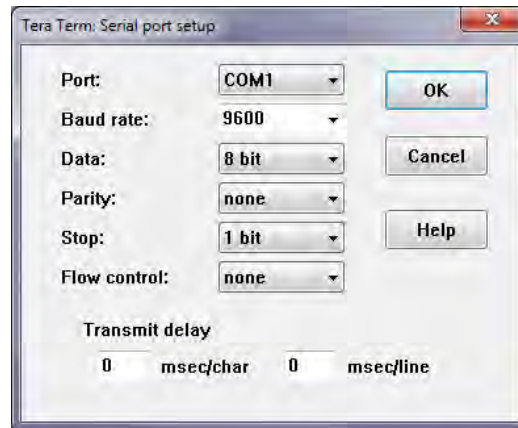 Tera Term: Serial port setup
Port: COM1 OK
Baud rate: 9600
Data: 8 bit Cancel
Parity: none
Stop: 1 bit Help
Flow control: none
Transmit delay
0 msec/char 0 msec/line